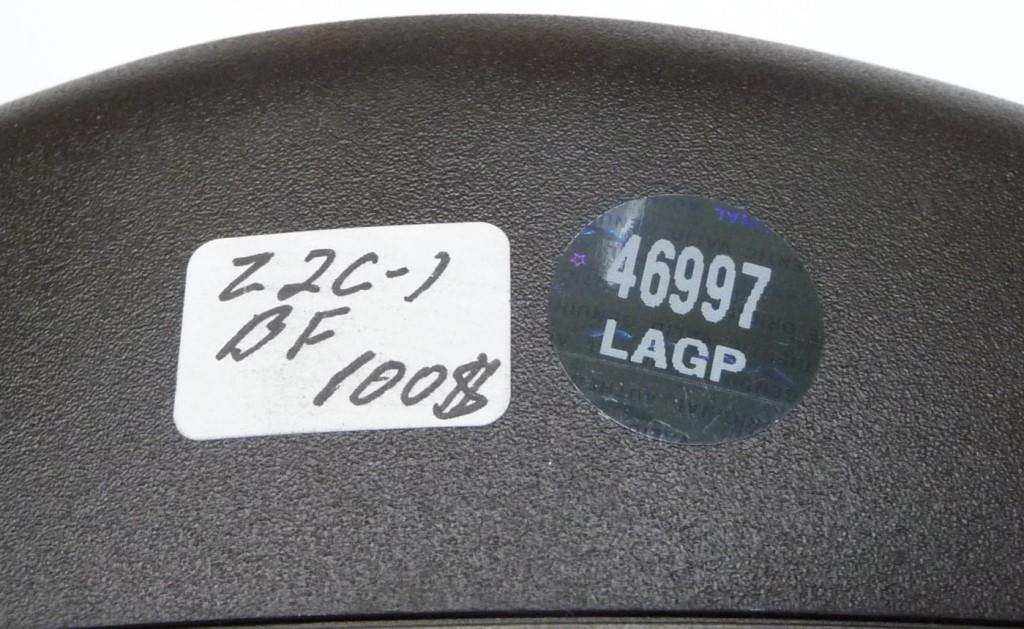 Z2C-1
BF
100$
46997
LAGP